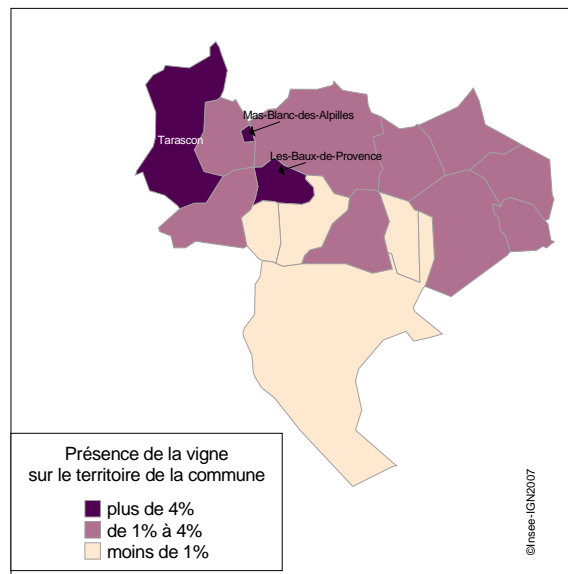 Mas-Blanc-des-Alpilles
Tarascon
Les-Baux-de-Provence
Présence de la vigne
sur le territoire de la commune
plus de 4%
de 1% à 4%
moins de 1%
©Insee-IGN2007